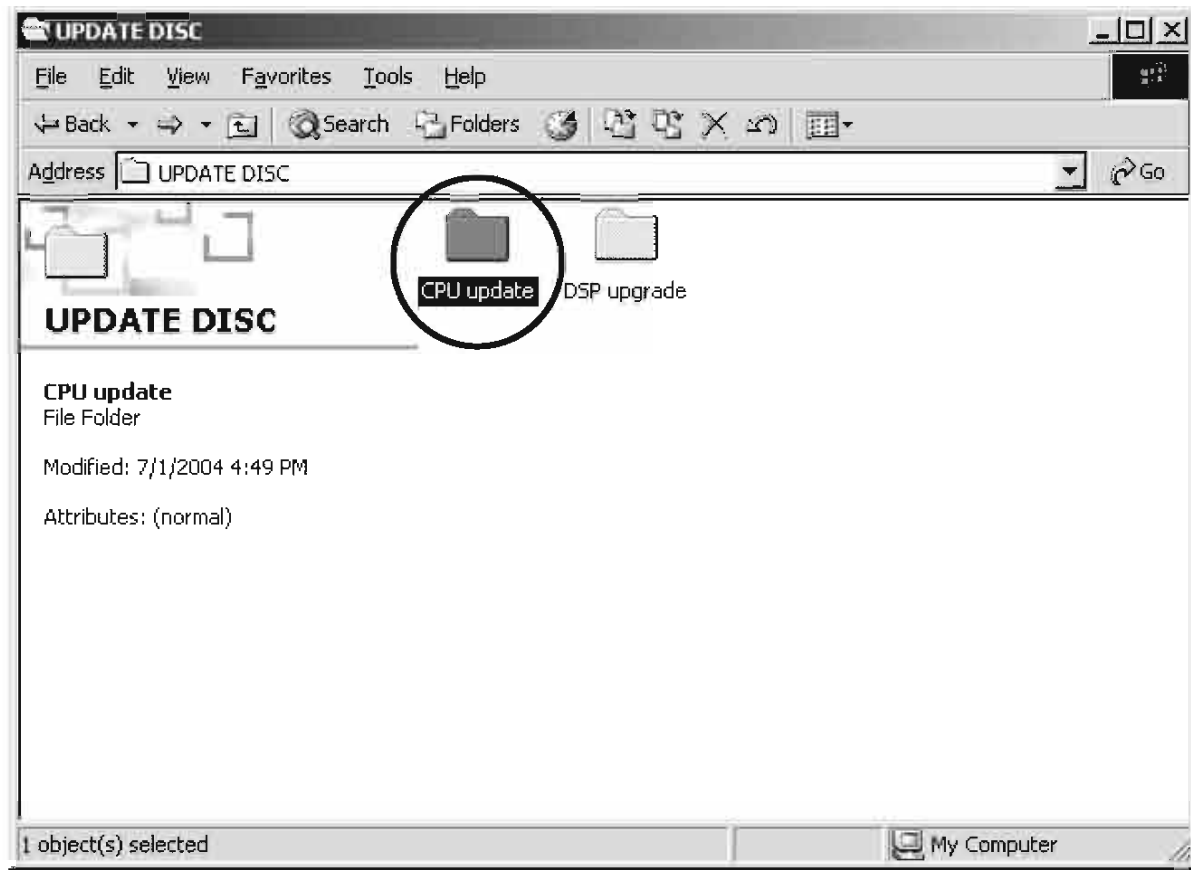 UPDATE DISC
File Edit View Favorites Tools Help
Back Search Folders
Address UPDATE DISC Go
CPU update DSP upgrade
UPDATE DISC
CPU update
File Folder
Modified: 7/1/2004 4:49 PM
Attributes: (normal)
1 object(s) selected My Computer